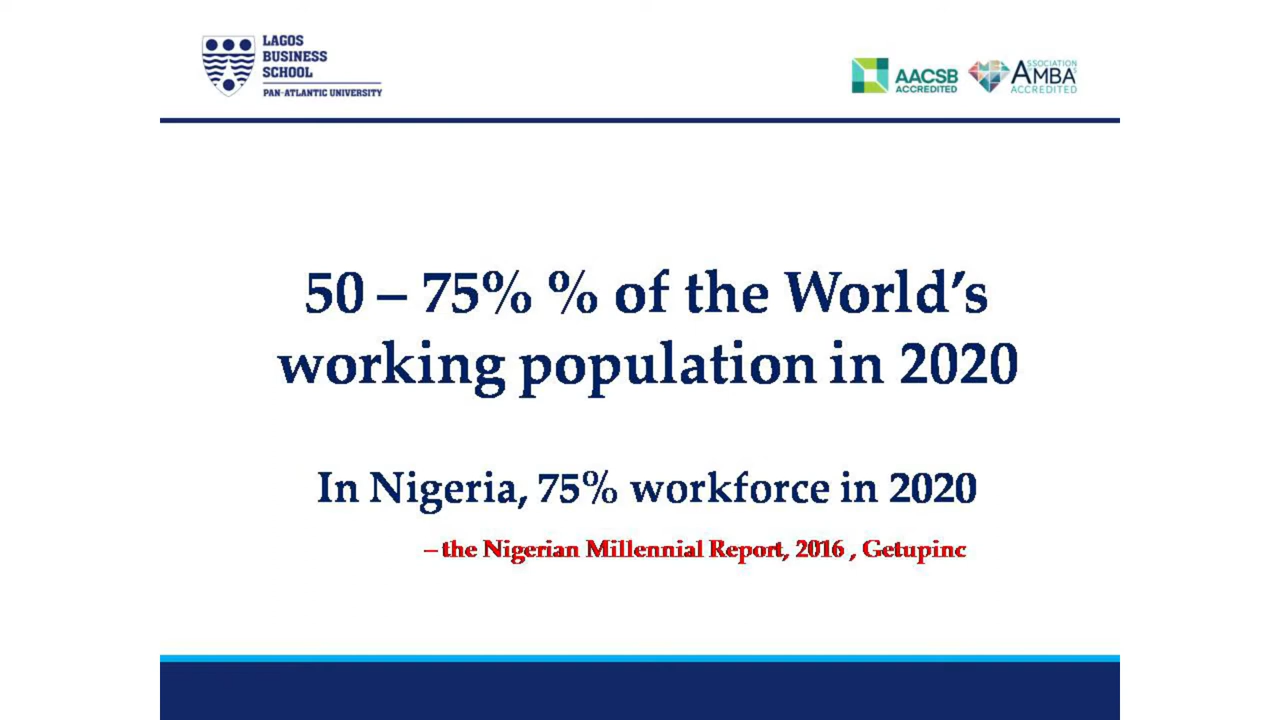 LAGOS
BUSINESS
SCHOOL
PAN-ATLANTIC UNIVERSITY
AACSB
ACCREDITED
ASSOCIATION
AMBA'S
ACCREDITED
50 – 75% % of the World’s
working population in 2020
In Nigeria, 75% workforce in 2020
– the Nigerian Millennial Report, 2016 , Getupinc